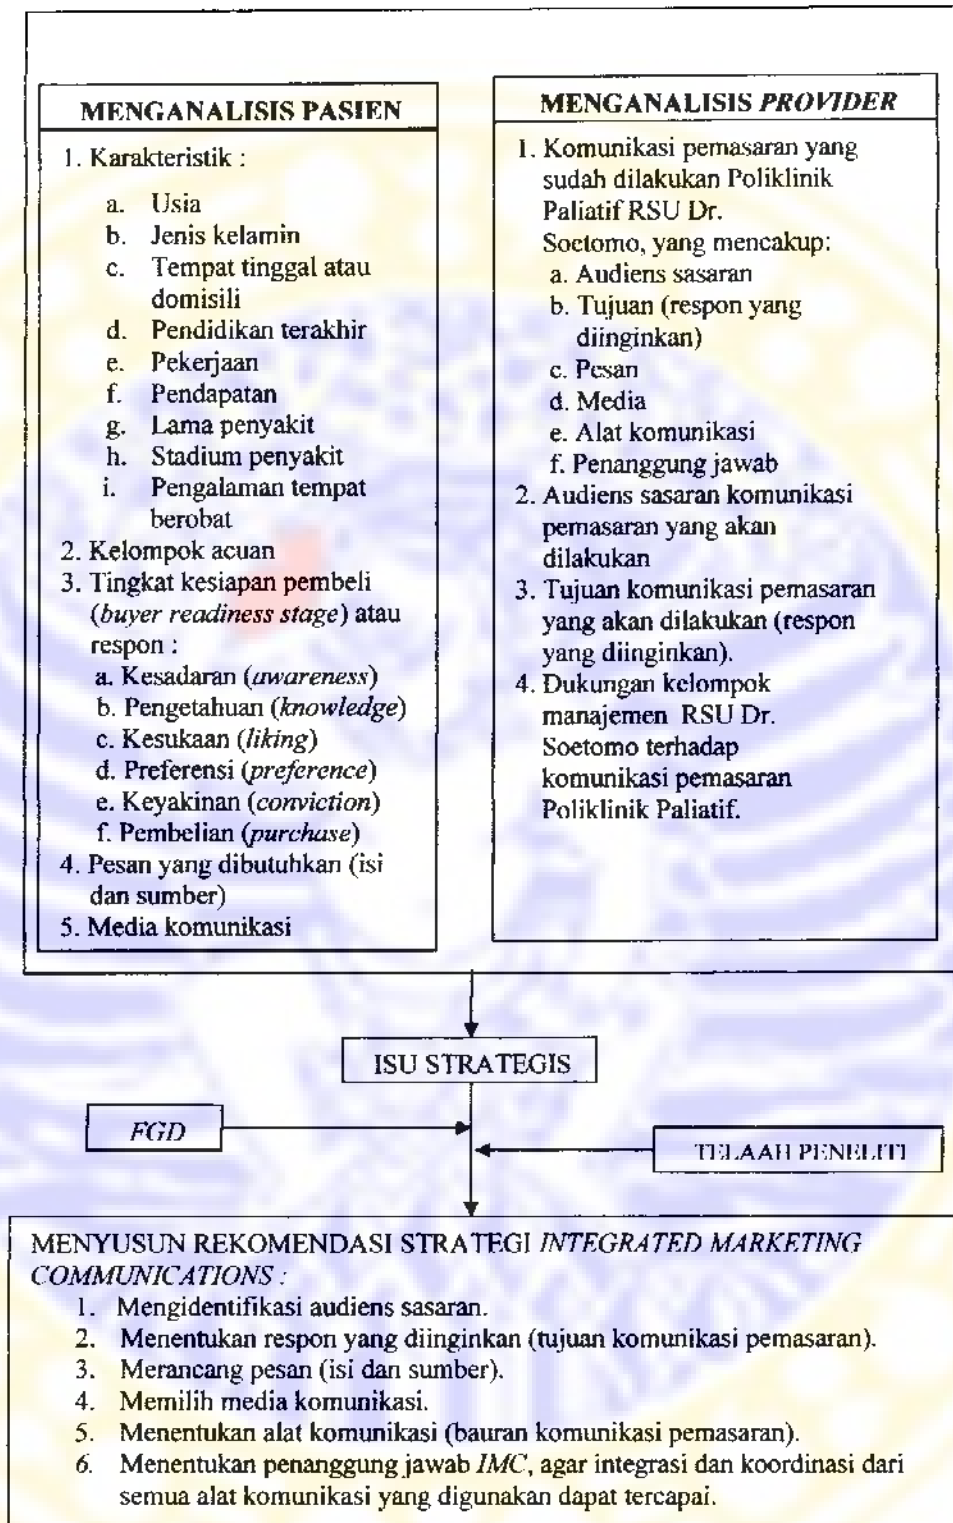 MENGANALISIS PASIEN
1. Karakteristik :
a. Usia
b. Jenis kelamin
c. Tempat tinggal atau
domisili
d. Pendidikan terakhir
e. Pekerjaan
f. Pendapatan
g. Lama penyakit
h. Stadium penyakit
i. Pengalaman tempat
berobat
2. Kelompok acuan
3. Tingkat kesiapan pembeli
(buyer readiness stage) atau
respon :
a. Kesadaran (awareness)
b. Pengetahuan (knowledge)
c. Kesukaan (liking)
d. Preferensi (preference)
e. Keyakinan (conviction)
f. Pembelian (purchase)
4. Pesan yang dibutuhkan (isi
dan sumber)
5. Media komunikasi
MENGANALISIS PROVIDER
1. Komunikasi pemasaran yang
sudah dilakukan Poliklinik
Paliatif RSU Dr.
Soetomo, yang mencakup:
a. Audiens sasaran
b. Tujuan (respon yang
diinginkan)
c. Pesan
d. Media
e. Alat komunikasi
f. Penanggung jawab
2. Audiens sasaran komunikasi
pemasaran yang akan
dilakukan
3. Tujuan komunikasi pemasaran
yang akan dilakukan (respon
yang diinginkan).
4. Dukungan kelompok
manajemen RSU Dr.
Soetomo terhadap
komunikasi pemasaran
Poliklinik Paliatif.
ISU STRATEGIS
FGD
TELAAH PENELITI
MENYUSUN REKOMENDASI STRATEGI INTEGRATED MARKETING
COMMUNICATIONS :
1. Mengidentifikasi audiens sasaran.
2. Menentukan respon yang diinginkan (tujuan komunikasi pemasaran).
3. Merancang pesan (isi dan sumber).
4. Memilih media komunikasi.
5. Menentukan alat komunikasi (bauran komunikasi pemasaran).
6. Menentukan penanggung jawab IMC, agar integrasi dan koordinasi dari
semua alat komunikasi yang digunakan dapat tercapai.